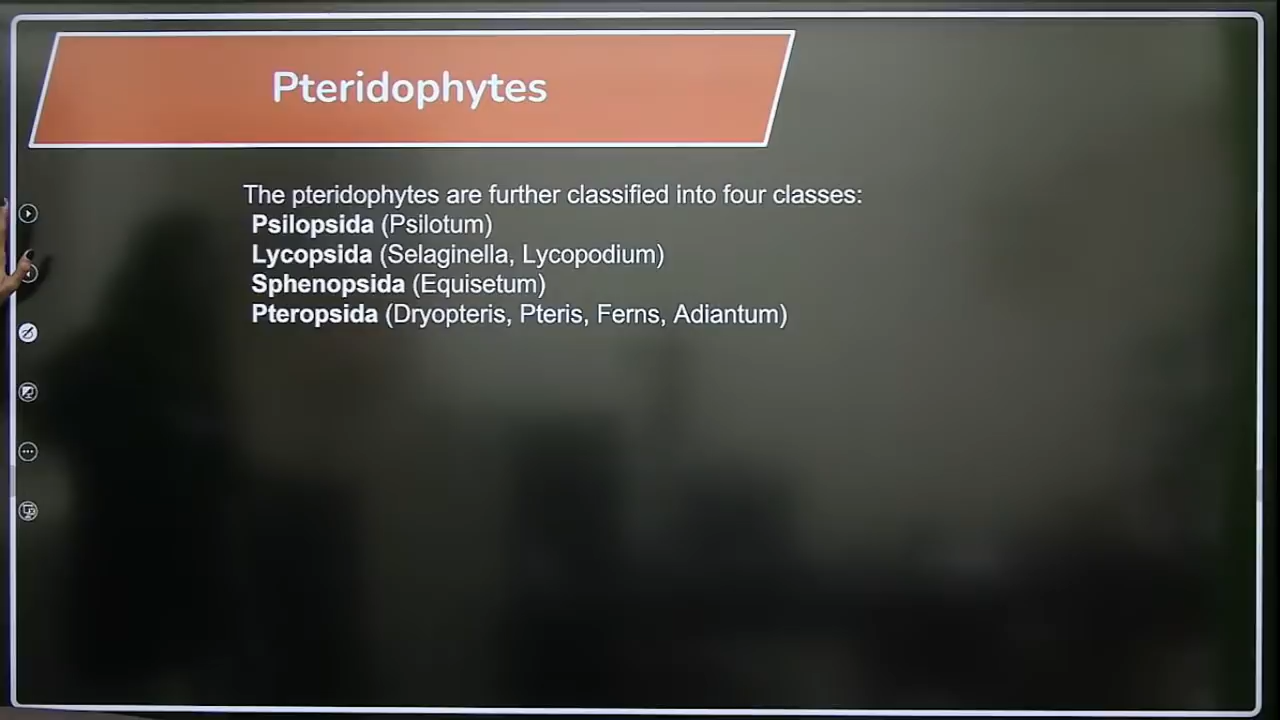 Pteridophytes
The pteridophytes are further classified into four classes:
Psilopsida (Psilotum)
Lycopsida (Selaginella, Lycopodium)
Sphenopsida (Equisetum)
Pteropsida (Dryopteris, Pteris, Ferns, Adiantum)